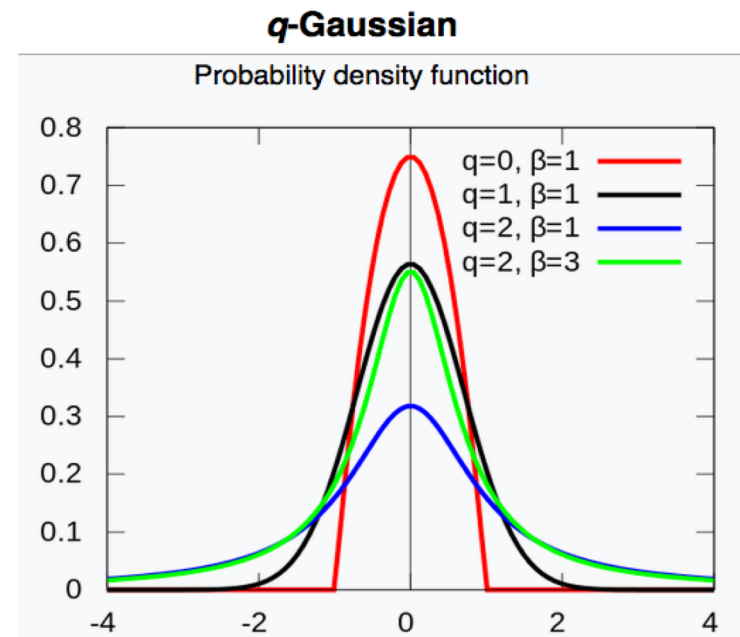 q-Gaussian
Probability density function
0.8
0.7
0.6
0.5
0.4
0.3
0.2
0.1
0
q=0, β=1
q=1, β=1
q=2, β=1
q=2, β=3
-4 -2 0 2 4